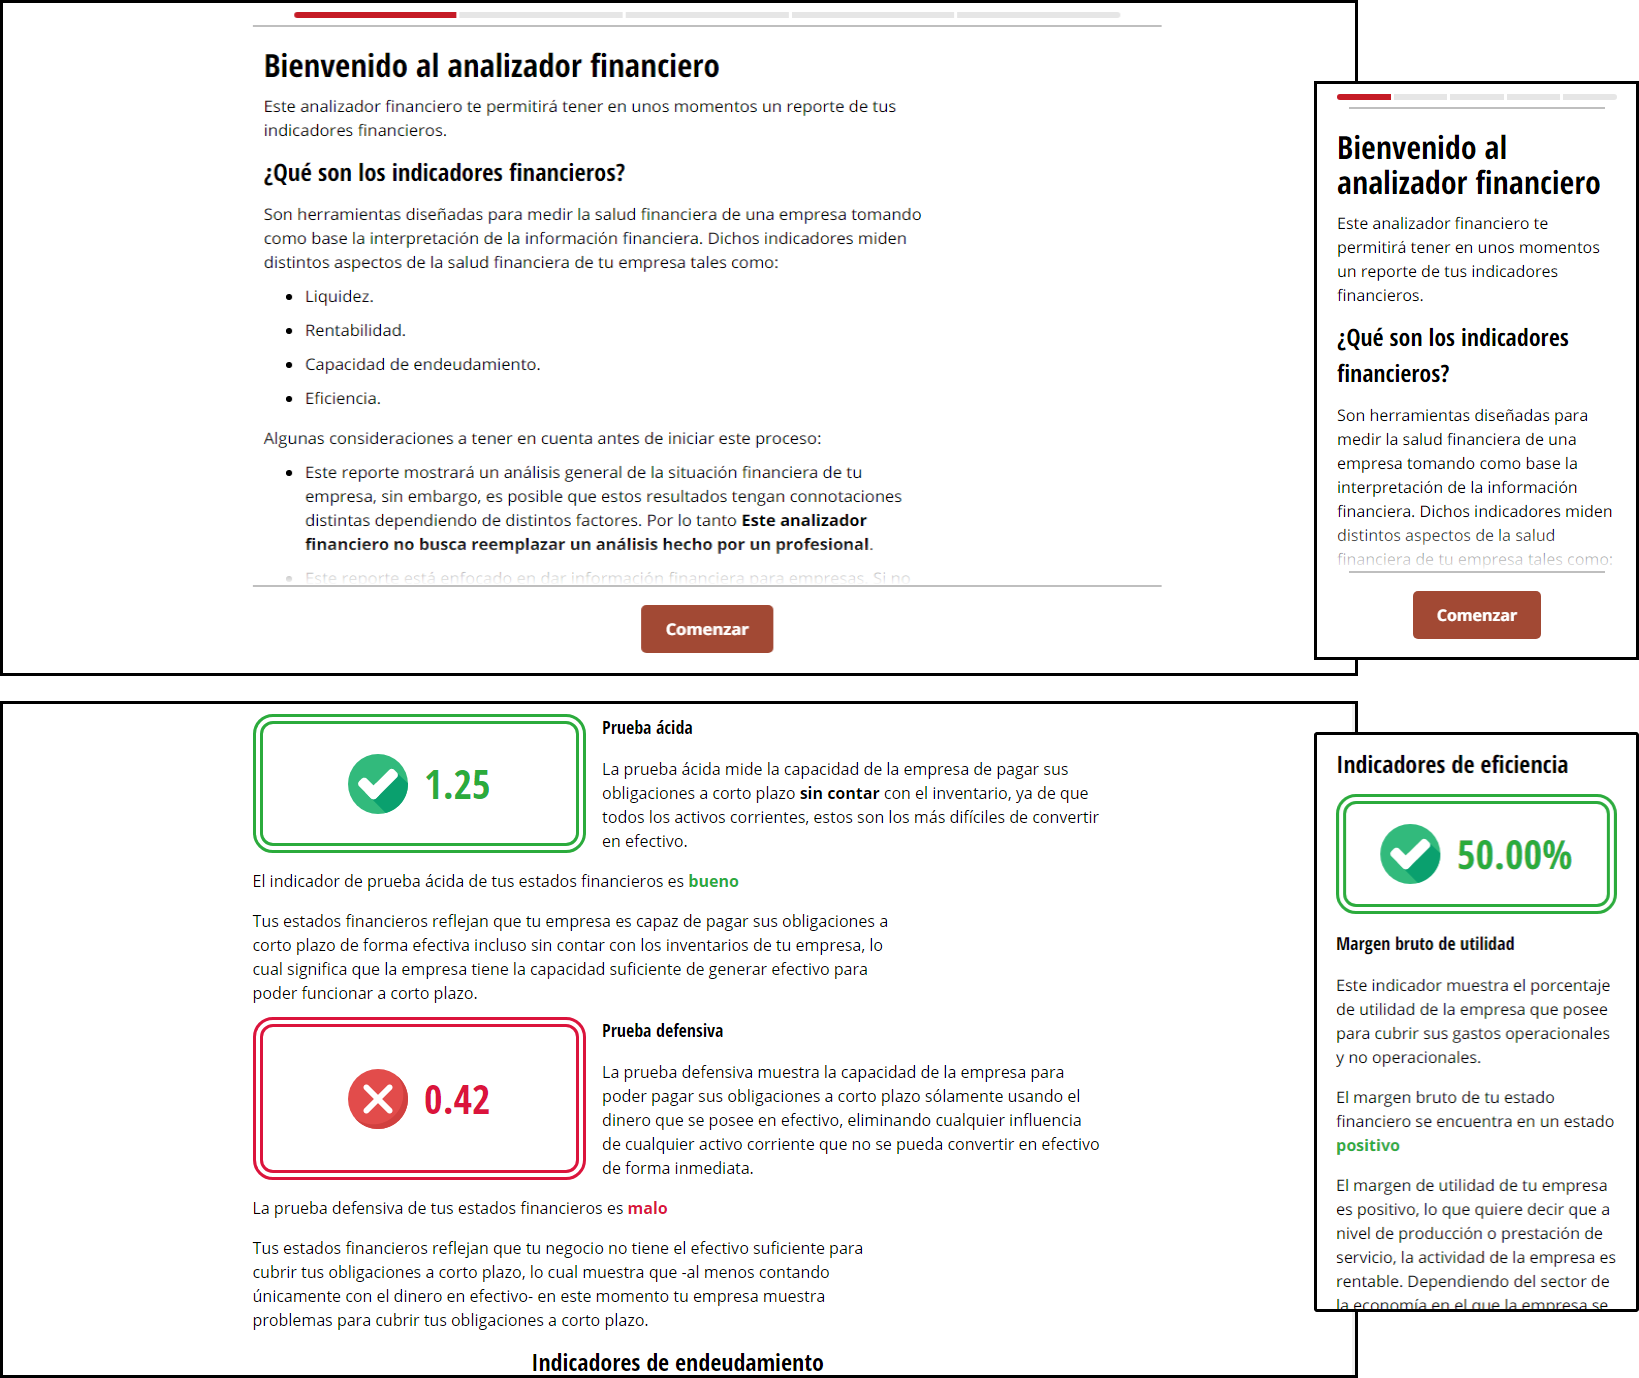 Bienvenido al analizador financiero
Este analizador financiero te permitirá tener en unos momentos un reporte de tus
indicadores financieros.
¿Qué son los indicadores financieros?
Son herramientas diseñadas para medir la salud financiera de una empresa tomando
como base la interpretación de la información financiera. Dichos indicadores miden
distintos aspectos de la salud financiera de tu empresa tales como:
Liquidez.
Rentabilidad.
Capacidad de endeudamiento.
Eficiencia.
Algunas consideraciones a tener en cuenta antes de iniciar este proceso:
Este reporte mostrará un análisis general de la situación financiera de tu
empresa, sin embargo, es posible que estos resultados tengan connotaciones
distintas dependiendo de distintos factores. Por lo tanto Este analizador
financiero no busca reemplazar un análisis hecho por un profesional.
Este reporte está enfocado en dar información financiera para empresas. Si no
Comenzar
Bienvenido al
analizador financiero
Este analizador financiero te
permitirá tener en unos momentos
un reporte de tus indicadores
financieros.
¿Qué son los indicadores
financieros?
Son herramientas diseñadas para
medir la salud financiera de una
empresa tomando como base la
interpretación de la información
financiera. Dichos indicadores miden
distintos aspectos de la salud
financiera de tu empresa tales como:
Comenzar
1.25
Prueba ácida
La prueba ácida mide la capacidad de la empresa de pagar sus
obligaciones a corto plazo sin contar con el inventario, ya de que
todos los activos corrientes, estos son los más difíciles de convertir
en efectivo.
El indicador de prueba ácida de tus estados financieros es bueno
Tus estados financieros reflejan que tu empresa es capaz de pagar sus obligaciones a
corto plazo de forma efectiva incluso sin contar con los inventarios de tu empresa, lo
cual significa que la empresa tiene la capacidad suficiente de generar efectivo para
poder funcionar a corto plazo.
0.42
Prueba defensiva
La prueba defensiva muestra la capacidad de la empresa para
poder pagar sus obligaciones a corto plazo sólamente usando el
dinero que se posee en efectivo, eliminando cualquier influencia
de cualquier activo corriente que no se pueda convertir en efectivo
de forma inmediata.
La prueba defensiva de tus estados financieros es malo
Tus estados financieros reflejan que tu negocio no tiene el efectivo suficiente para
cubrir tus obligaciones a corto plazo, lo cual muestra que -al menos contando
únicamente con el dinero en efectivo- en este momento tu empresa muestra
problemas para cubrir tus obligaciones a corto plazo.
Indicadores de endeudamiento
Indicadores de eficiencia
50.00%
Margen bruto de utilidad
Este indicador muestra el porcentaje
de utilidad de la empresa que posee
para cubrir sus gastos operacionales
y no operacionales.
El margen bruto de tu estado
financiero se encuentra en un estado
positivo
El margen de utilidad de tu empresa
es positivo, lo que quiere decir que a
nivel de producción o prestación de
servicio, la actividad de la empresa es
rentable. Dependiendo del sector de
la economía en el que la empresa se